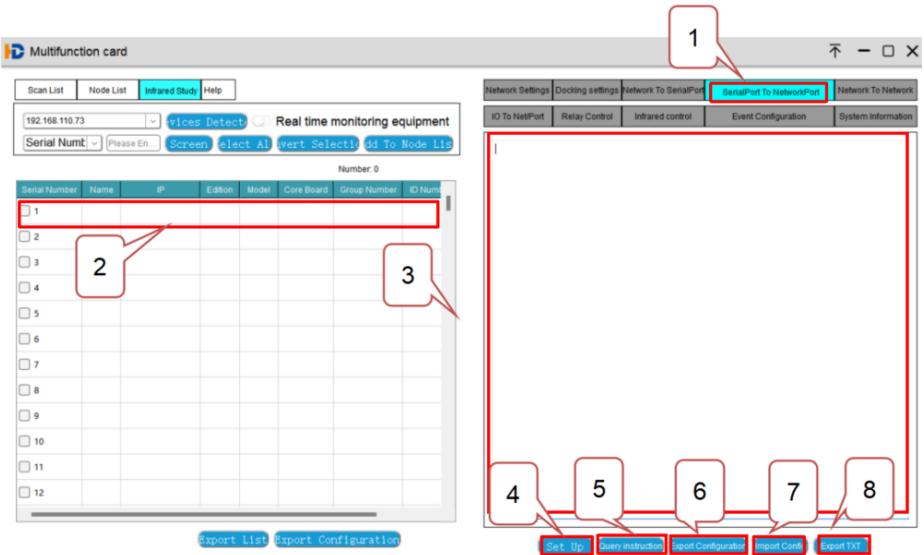 1
Multifunction card
Scan List Node List Infrared Study Help
192.168.110.73 vices Detect Real time monitoring equipment
Serial Numt Please En... Screen elect Al vert Selectio dd To Node Lis
Number: 0
Serial Number Name IP Edition Model Core Board Group Number ID Num
1
2
3
4
5
6
7
8
9
10
11
12
2
3
Export List Export Configuration
Network Settings Docking settings Network To SerialPort SerialPort To NetworkPort Network To Network
IO To Net/Port Relay Control Infrared control Event Configuration System Information
4 5 6 7 8
Set Up Query instruction Export Configuration Import Confi Export TXT